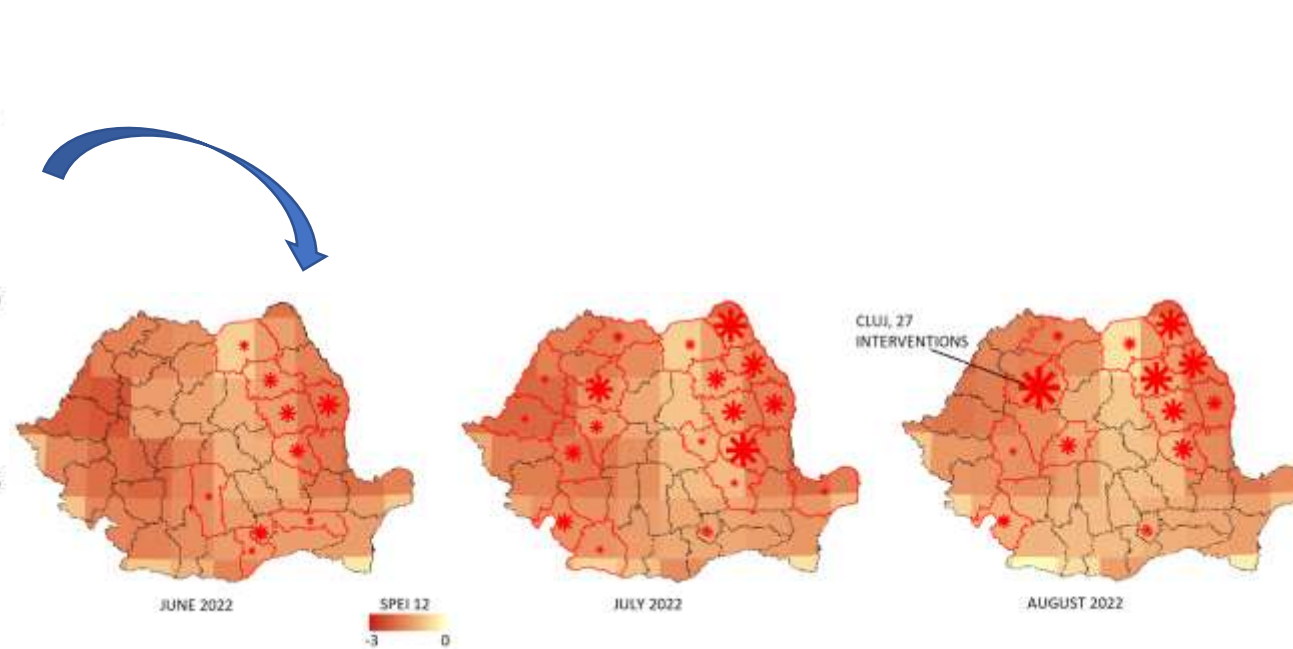 CLUJ, 27
INTERVENTIONS
JUNE 2022
SPEI 12
-3 0
JULY 2022
AUGUST 2022